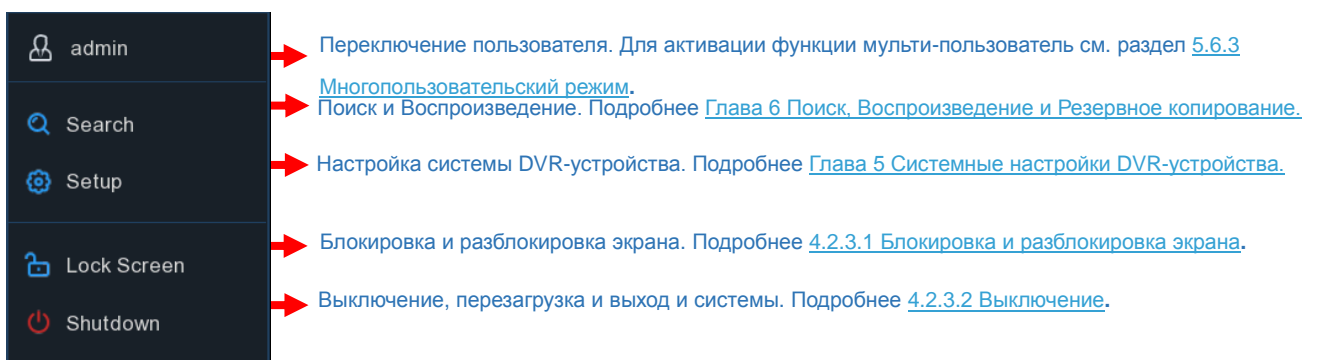 admin
Переключение пользователя. Для активации функции мульти-пользователь см. раздел 5.6.3
Многопользовательский режим.
Search
Поиск и Воспроизведение. Подробнее Глава 6 Поиск, Воспроизведение и Резервное копирование.
Setup
Настройка системы DVR-устройства. Подробнее Глава 5 Системные настройки DVR-устройства.
Lock Screen
Блокировка и разблокировка экрана. Подробнее 4.2.3.1 Блокировка и разблокировка экрана.
Shutdown
Выключение, перезагрузка и выход и системы. Подробнее 4.2.3.2 Выключение.